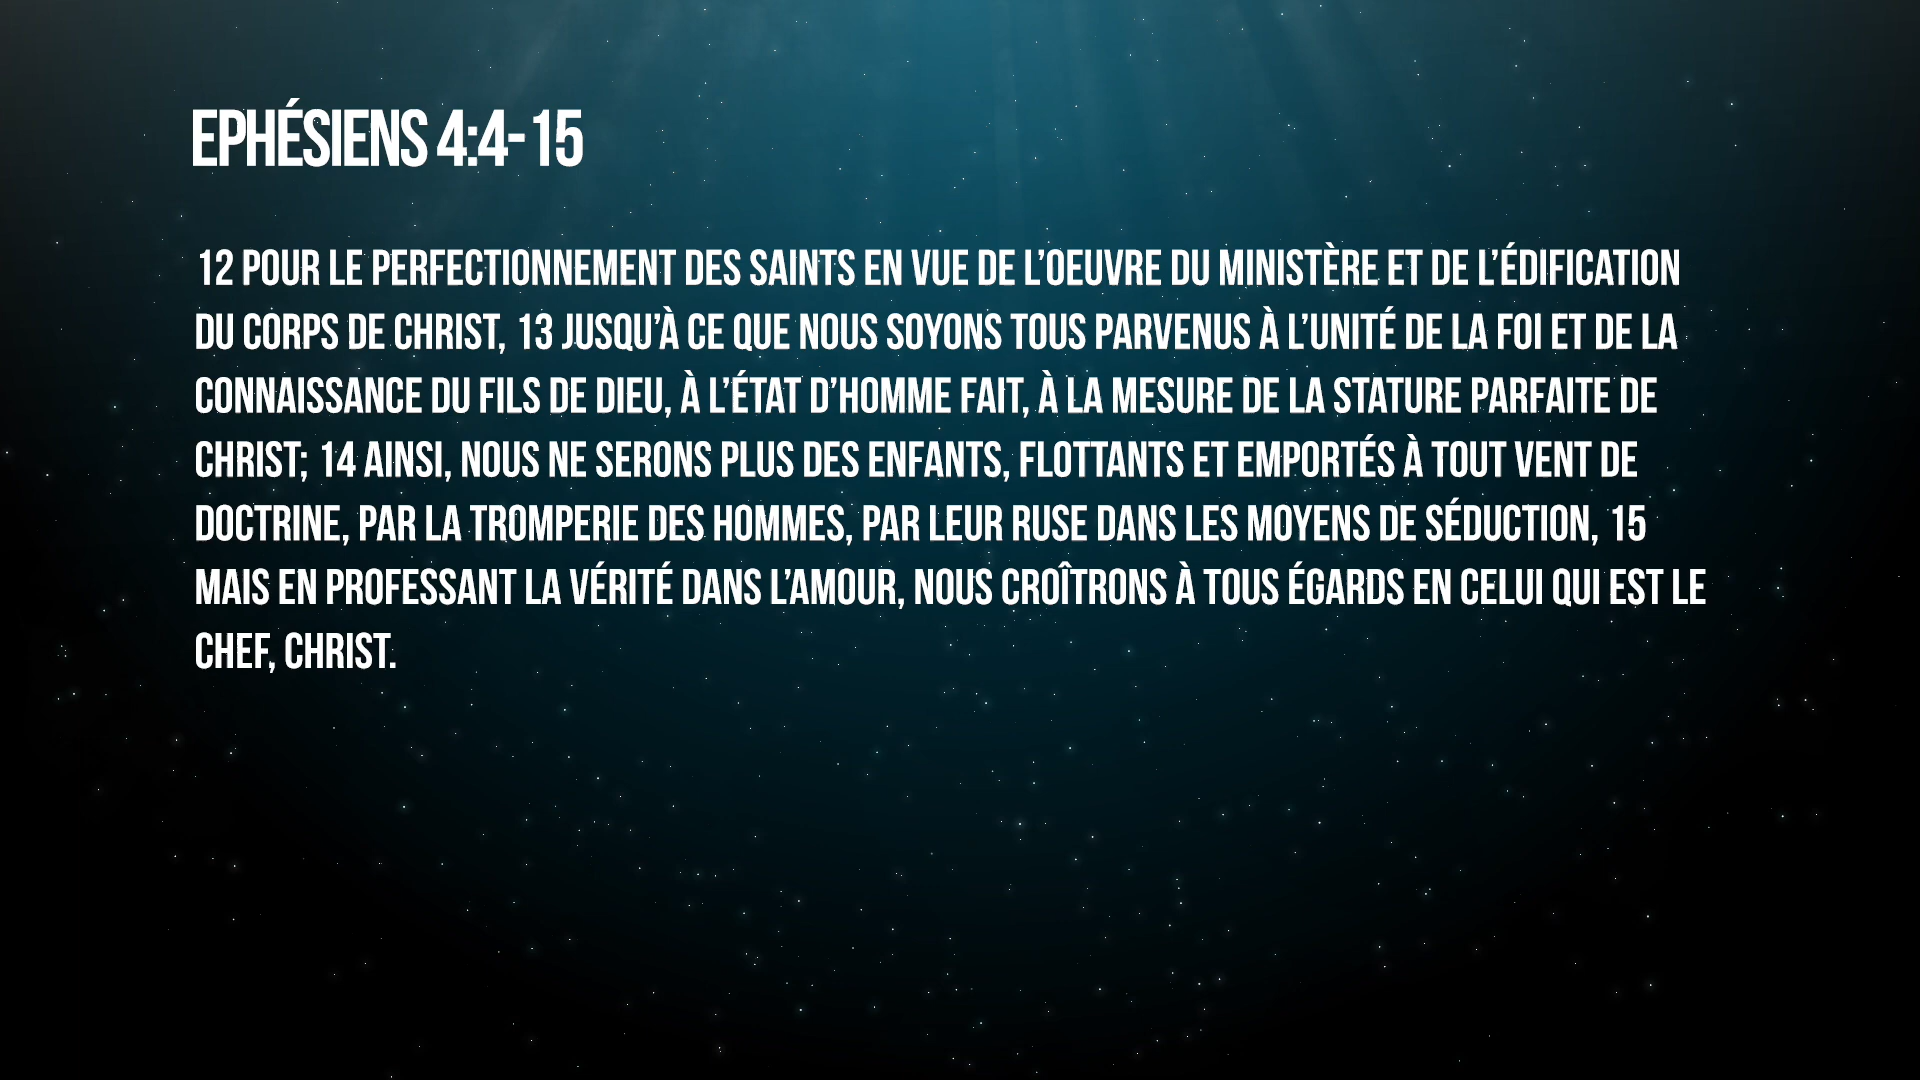 EPHÉSIENS 4:4-15
12 POUR LE PERFECTIONNEMENT DES SAINTS EN VUE DE L’OEUVRE DU MINISTÈRE ET DE L’ÉDIFICATION
DU CORPS DE CHRIST, 13 JUSQU’À CE QUE NOUS SOYONS TOUS PARVENUS À L’UNITÉ DE LA FOI ET DE LA
CONNAISSANCE DU FILS DE DIEU, À L’ÉTAT D’HOMME FAIT, À LA MESURE DE LA STATURE PARFAITE DE
CHRIST; 14 AINSI, NOUS NE SERONS PLUS DES ENFANTS, FLOTTANTS ET EMPORTÉS À TOUT VENT DE
DOCTRINE, PAR LA TROMPERIE DES HOMMES, PAR LEUR RUSE DANS LES MOYENS DE SÉDUCTION, 15
MAIS EN PROFESSANT LA VÉRITÉ DANS L’AMOUR, NOUS CROÎTRONS À TOUS ÉGARDS EN CELUI QUI EST LE
CHEF, CHRIST.